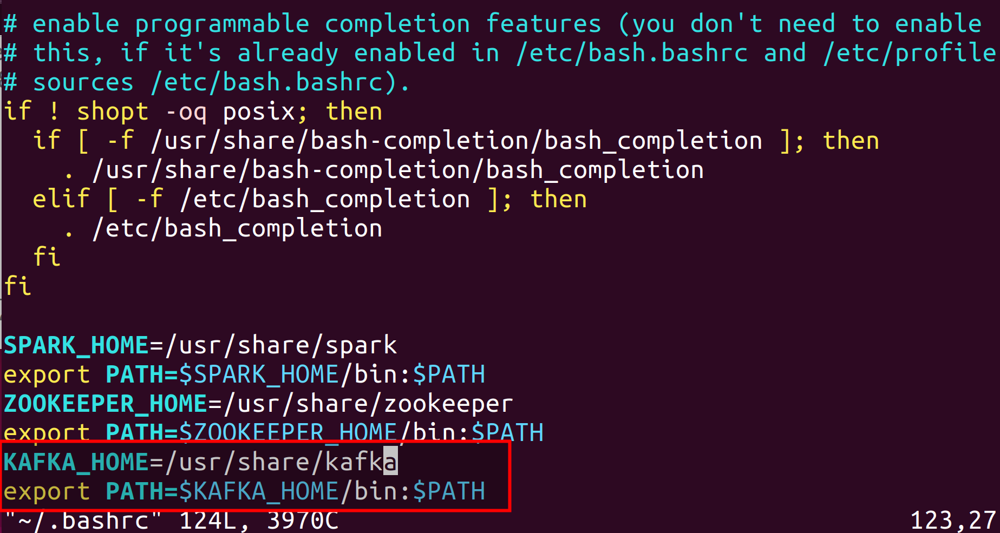 # enable programmable completion features (you don't need to enable
# this, if it's already enabled in /etc/bash.bashrc and /etc/profile
# sources /etc/bash.bashrc).
if ! shopt -oq posix; then
  if [ -f /usr/share/bash-completion/bash_completion ]; then
    . /usr/share/bash-completion/bash_completion
  elif [ -f /etc/bash_completion ]; then
    . /etc/bash_completion
  fi
fi

SPARK_HOME=/usr/share/spark
export PATH=$SPARK_HOME/bin:$PATH
ZOOKEEPER_HOME=/usr/share/zookeeper
export PATH=$ZOOKEEPER_HOME/bin:$PATH
KAFKA_HOME=/usr/share/kafka
export PATH=$KAFKA_HOME/bin:$PATH
"~/.bashrc" 124L, 3970C 123,27